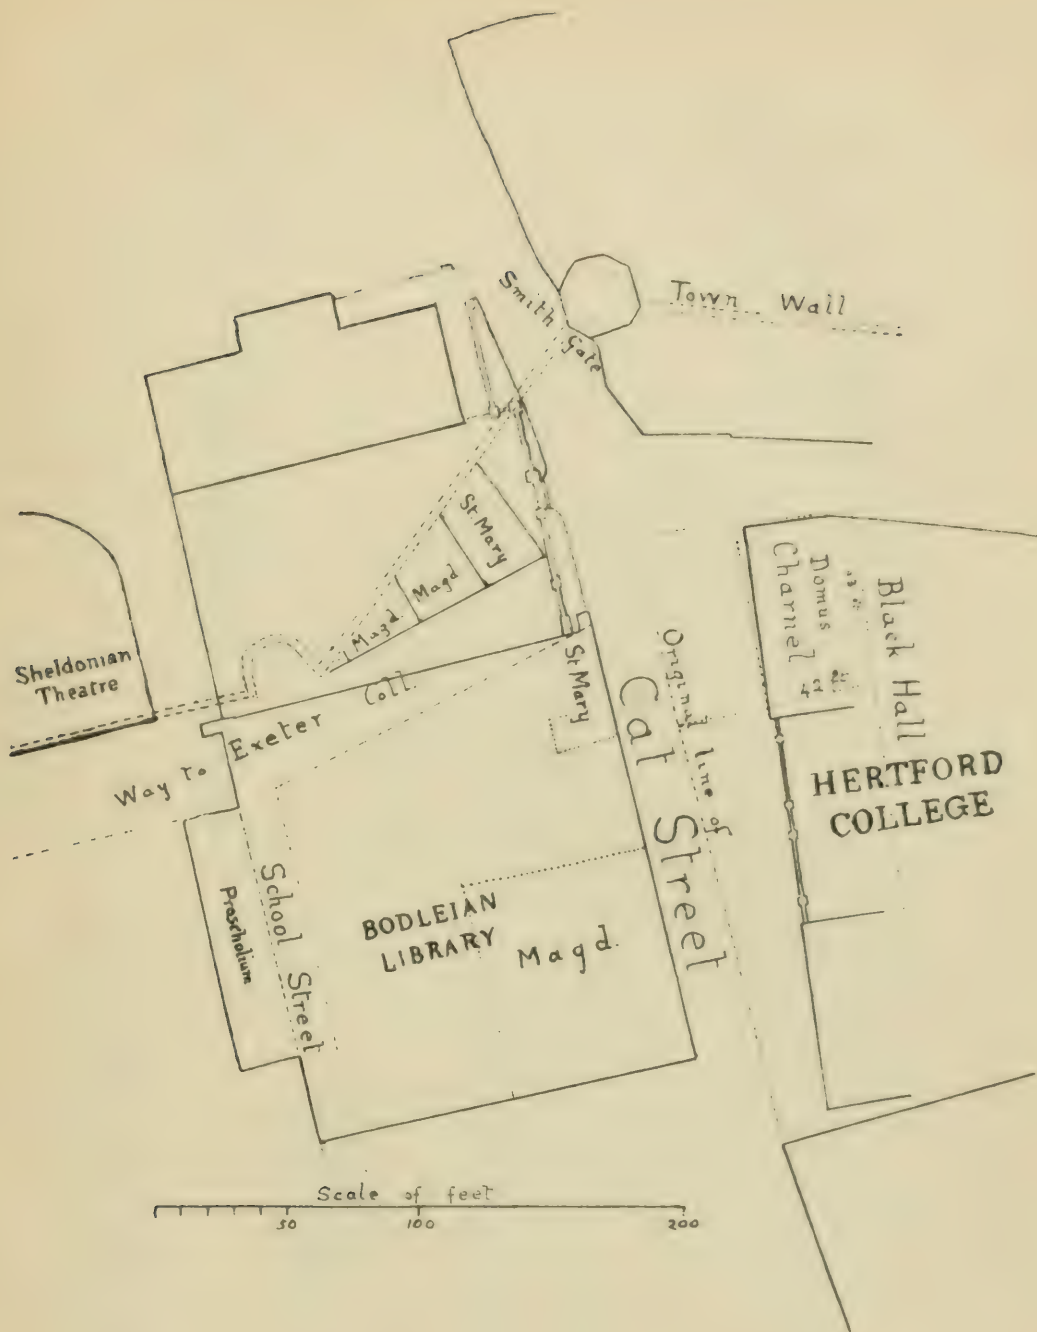 Smith Gate
Town Wall
St Mary
Magd
Magd.
Sheldonian
Theatre
Way to Exeter Coll.
St Mary
Cat Street
Original line of
Charnel
Domus
Black Hall
HERTFORD
COLLEGE
School Street
Proscholium
BODLEIAN
LIBRARY
Magd.
Scale of feet
50 100 200